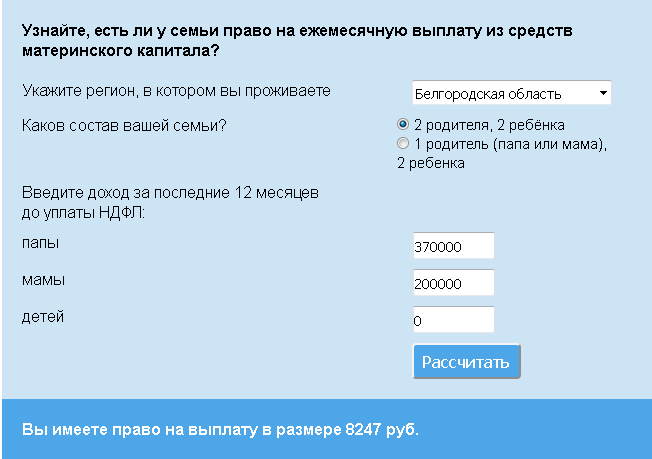 Узнайте, есть ли у семьи право на ежемесячную выплату из средств
материнского капитала?
Укажите регион, в котором вы проживаете
Белгородская область
Каков состав вашей семьи?
2 родителя, 2 ребёнка
1 родитель (папа или мама),
2 ребенка
Введите доход за последние 12 месяцев
до уплаты НДФЛ:
папы
370000
мамы
200000
детей
0
Рассчитать
Вы имеете право на выплату в размере 8247 руб.